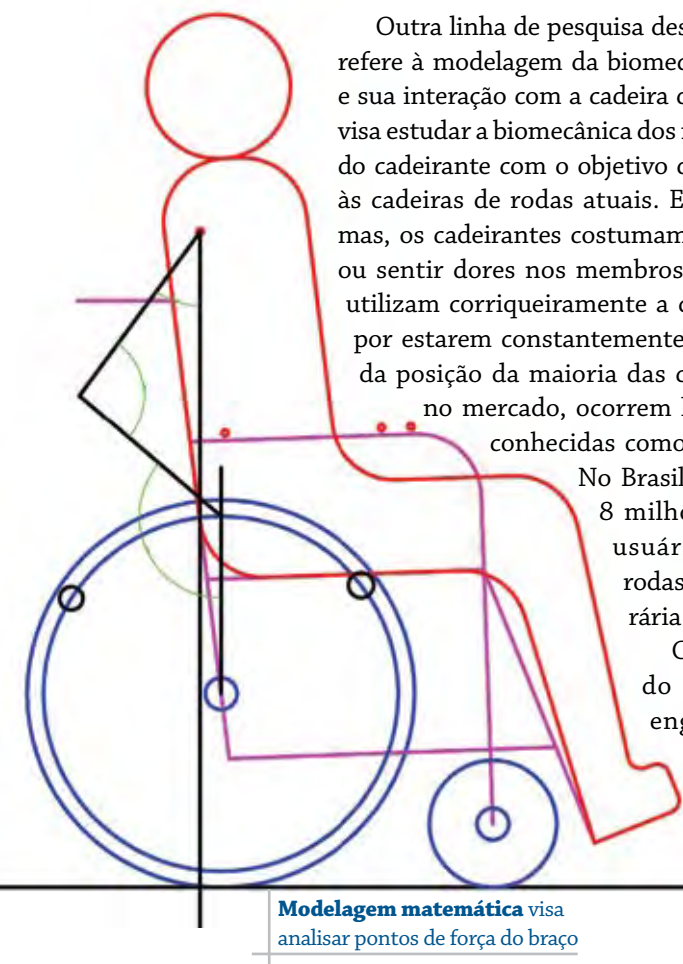 Outra linha de pesquisa des
refere à modelagem da biomec
e sua interação com a cadeira
visa estudar a biomecânica dos
do cadeirante com o objetivo
às cadeiras de rodas atuais. E
mas, os cadeirantes costumam
ou sentir dores nos membros
utilizam corriqueiramente a
por estarem constantemente
da posição da maioria das
no mercado, ocorrem
conhecidas como
No Brasil
8 milh
usuár
rodas
rária
do
eng
Modelagem matemática visa
analisar pontos de força do braço